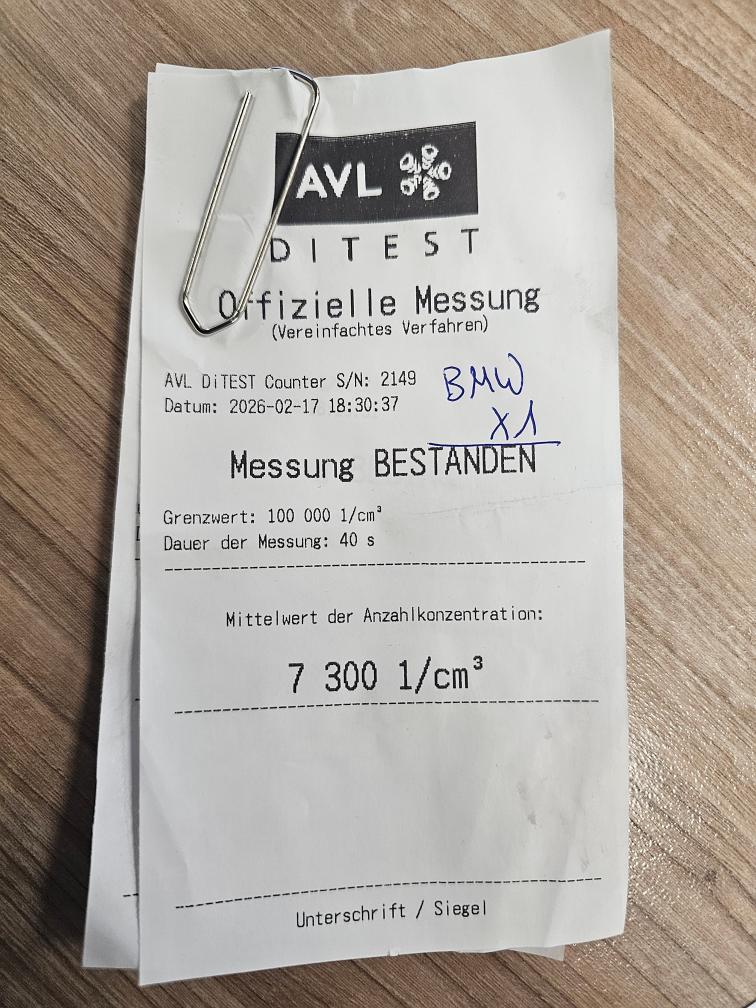 AVL
DITEST
Offizielle Messung
(Vereinfachtes Verfahren)
AVL DiTEST Counter S/N: 2149
Datum: 2026-02-17 18:30:37
BMW
X1
Messung BESTANDEN
Grenzwert: 100 000 1/cm³
Dauer der Messung: 40 s
Mittelwert der Anzahlkonzentration:
7 300 1/cm³
Unterschrift / Siegel